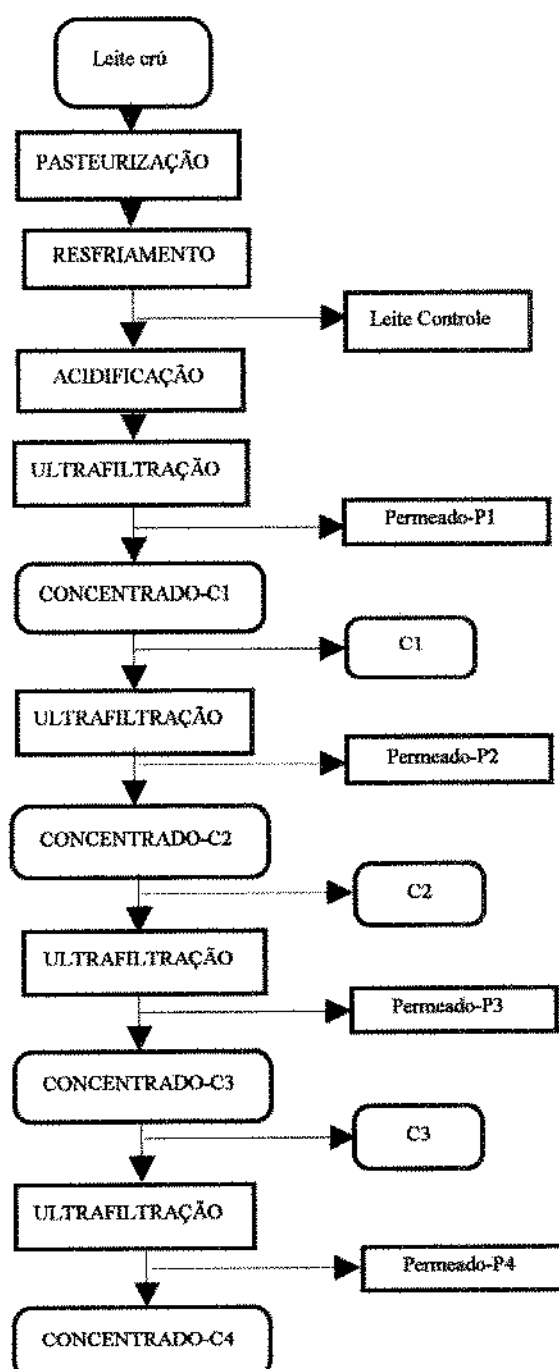 Leite crú
PASTEURIZAÇÃO
RESFRIAMENTO
Leite Controle
ACIDIFICAÇÃO
ULTRAFILTRAÇÃO
Permeado-P1
CONCENTRADO-C1
C1
ULTRAFILTRAÇÃO
Permeado-P2
CONCENTRADO-C2
C2
ULTRAFILTRAÇÃO
Permeado-P3
CONCENTRADO-C3
C3
ULTRAFILTRAÇÃO
Permeado-P4
CONCENTRADO-C4